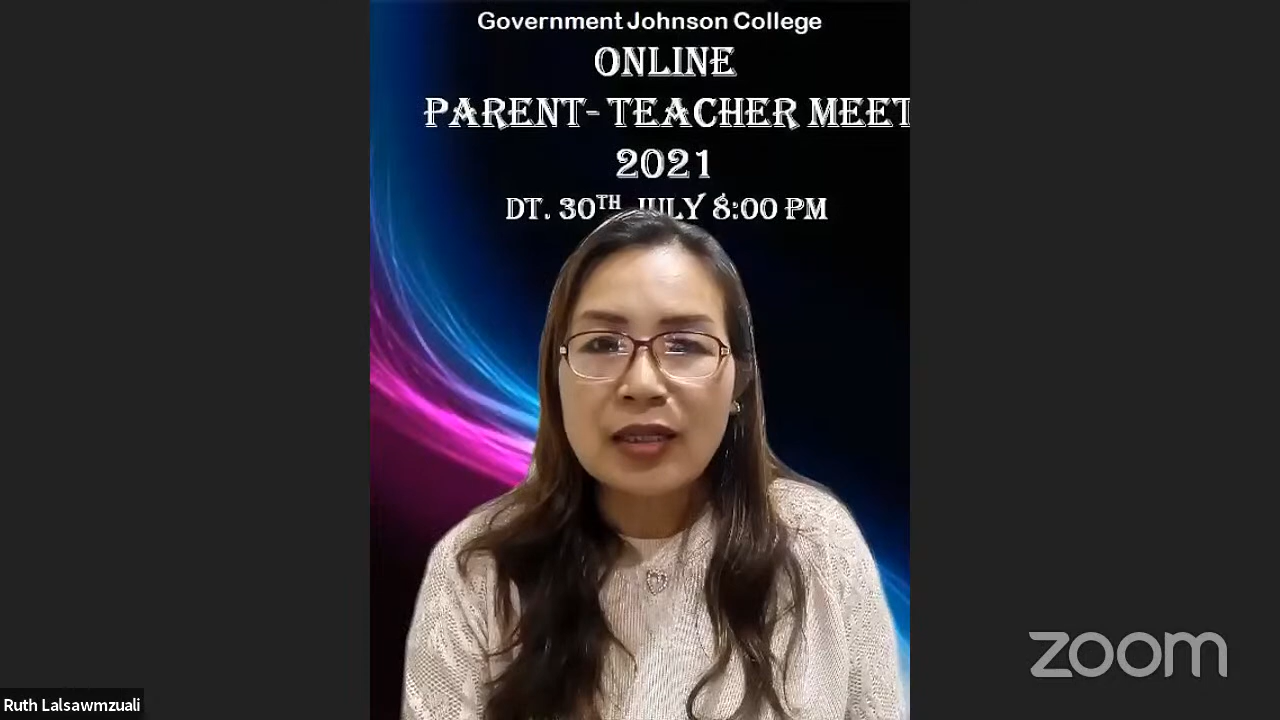 Government Johnson College
ONLINE
PARENT- TEACHER MEET
2021
DT. 30TH JULY 8:00 PM
zoom
Ruth Lalsawmzuali